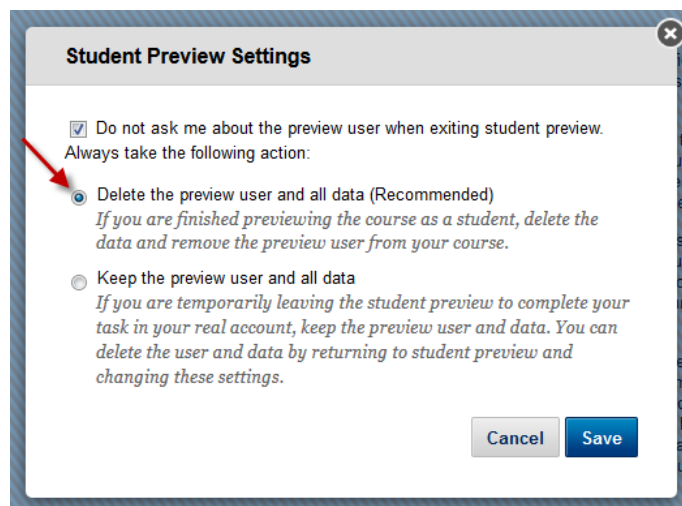 Student Preview Settings
Do not ask me about the preview user when exiting student preview.
Always take the following action:
Delete the preview user and all data (Recommended)
If you are finished previewing the course as a student, delete the
data and remove the preview user from your course.
Keep the preview user and all data
If you are temporarily leaving the student preview to complete your
task in your real account, keep the preview user and data. You can
delete the user and data by returning to student preview and
changing these settings.
Cancel Save